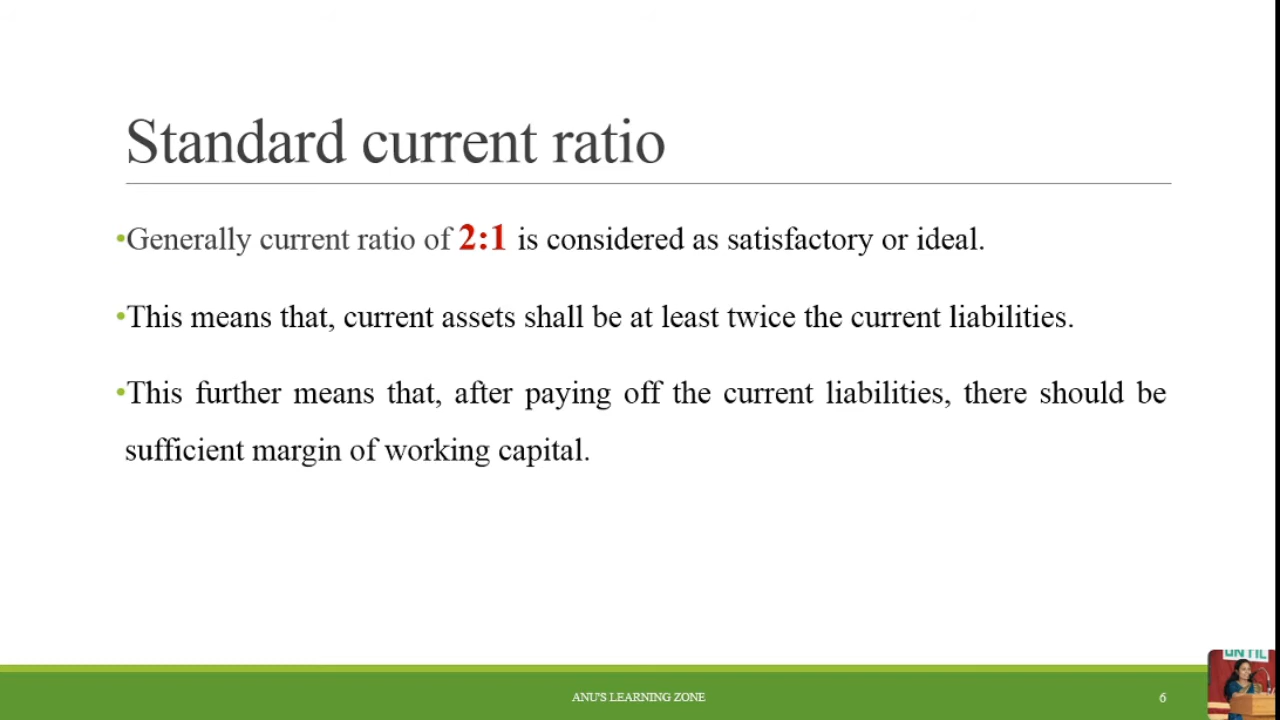 Standard current ratio
•Generally current ratio of 2:1 is considered as satisfactory or ideal.
•This means that, current assets shall be at least twice the current liabilities.
•This further means that, after paying off the current liabilities, there should be
sufficient margin of working capital.
ANU'S LEARNING ZONE
6